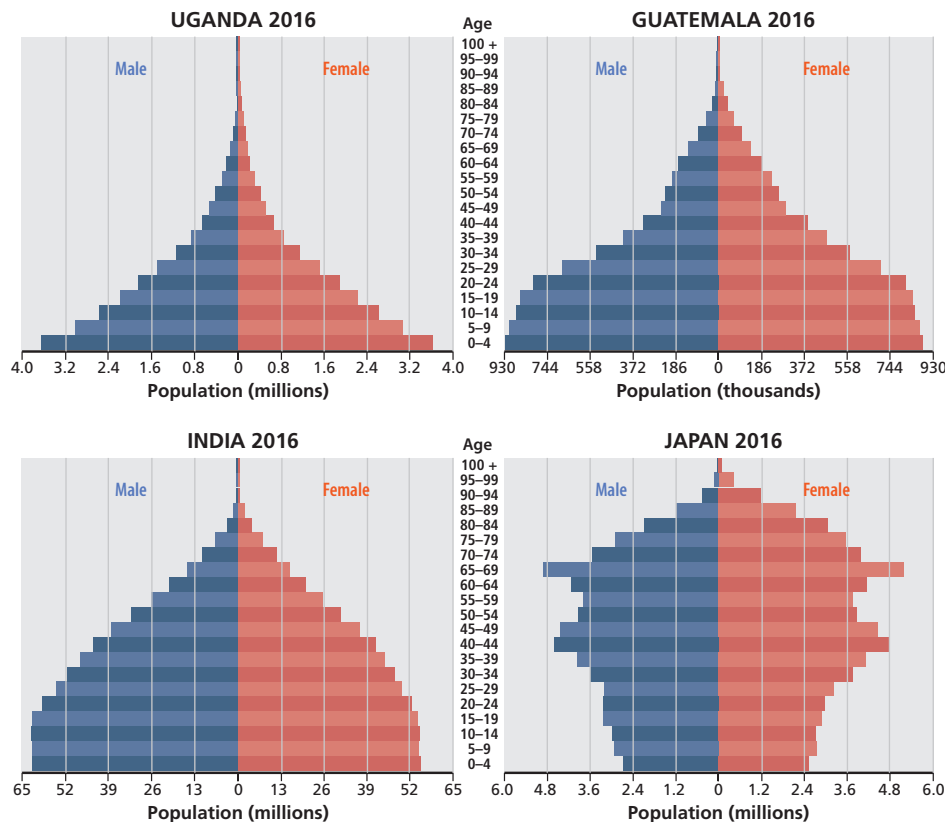 UGANDA 2016
Age
GUATEMALA 2016
Male
Female
Male
Female
100 +
95–99
90–94
85–89
80–84
75–79
70–74
65–69
60–64
55–59
50–54
45–49
40–44
35–39
30–34
25–29
20–24
15–19
10–14
5–9
0–4
4.0 3.2 2.4 1.6 0.8 0 0.8 1.6 2.4 3.2 4.0
Population (millions)
930 744 558 372 186 0 186 372 558 744 930
Population (thousands)
INDIA 2016
Age
JAPAN 2016
Male
Female
Male
Female
100 +
95–99
90–94
85–89
80–84
75–79
70–74
65–69
60–64
55–59
50–54
45–49
40–44
35–39
30–34
25–29
20–24
15–19
10–14
5–9
0–4
65 52 39 26 13 0 13 26 39 52 65
Population (millions)
6.0 4.8 3.6 2.4 1.2 0 1.2 2.4 3.6 4.8 6.0
Population (millions)